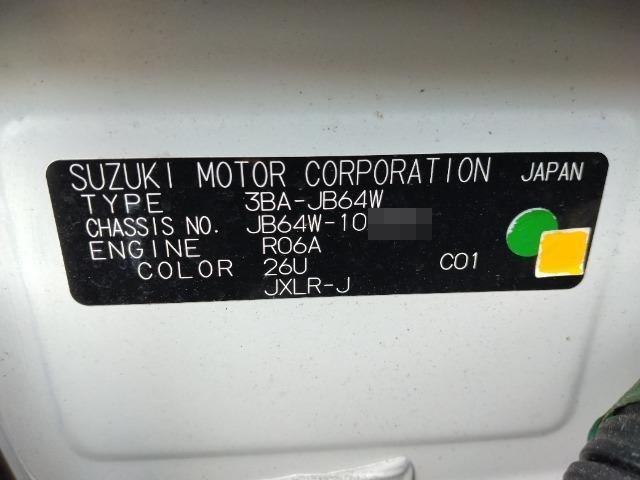 SUZUKI MOTOR CORPORATION JAPAN
TYPE 3BA-JB64W
CHASSIS NO. JB64W-10
ENGINE R06A
COLOR 26U C01
JXLR-J